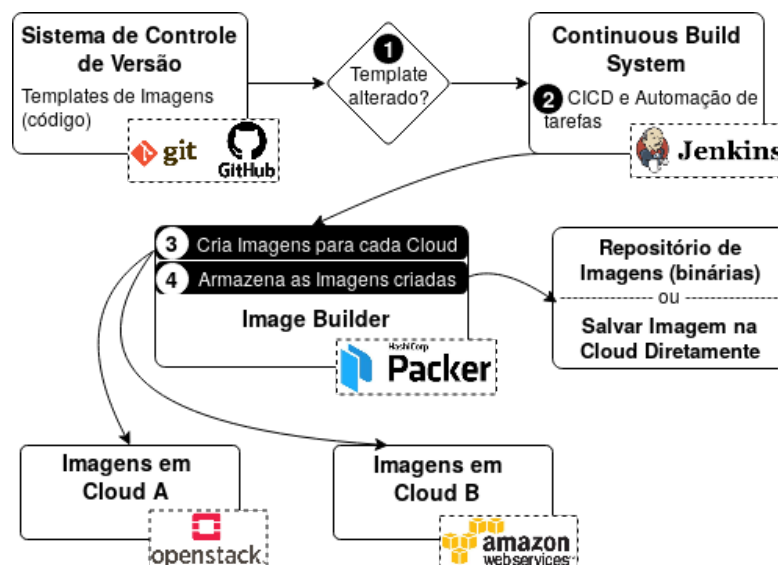 Sistema de Controle
de Versão
Templates de Imagens
(código)
git
GitHub
1
Template
alterado?
Continuous Build
System
2 CICD e Automação de
tarefas
Jenkins
3 Cria Imagens para cada Cloud
4 Armazena as Imagens criadas
Image Builder
HashiCorp
Packer
Repositório de
Imagens (binárias)
ou
Salvar Imagem na
Cloud Diretamente
Imagens em
Cloud A
openstack.
Imagens em
Cloud B
amazon
webservices